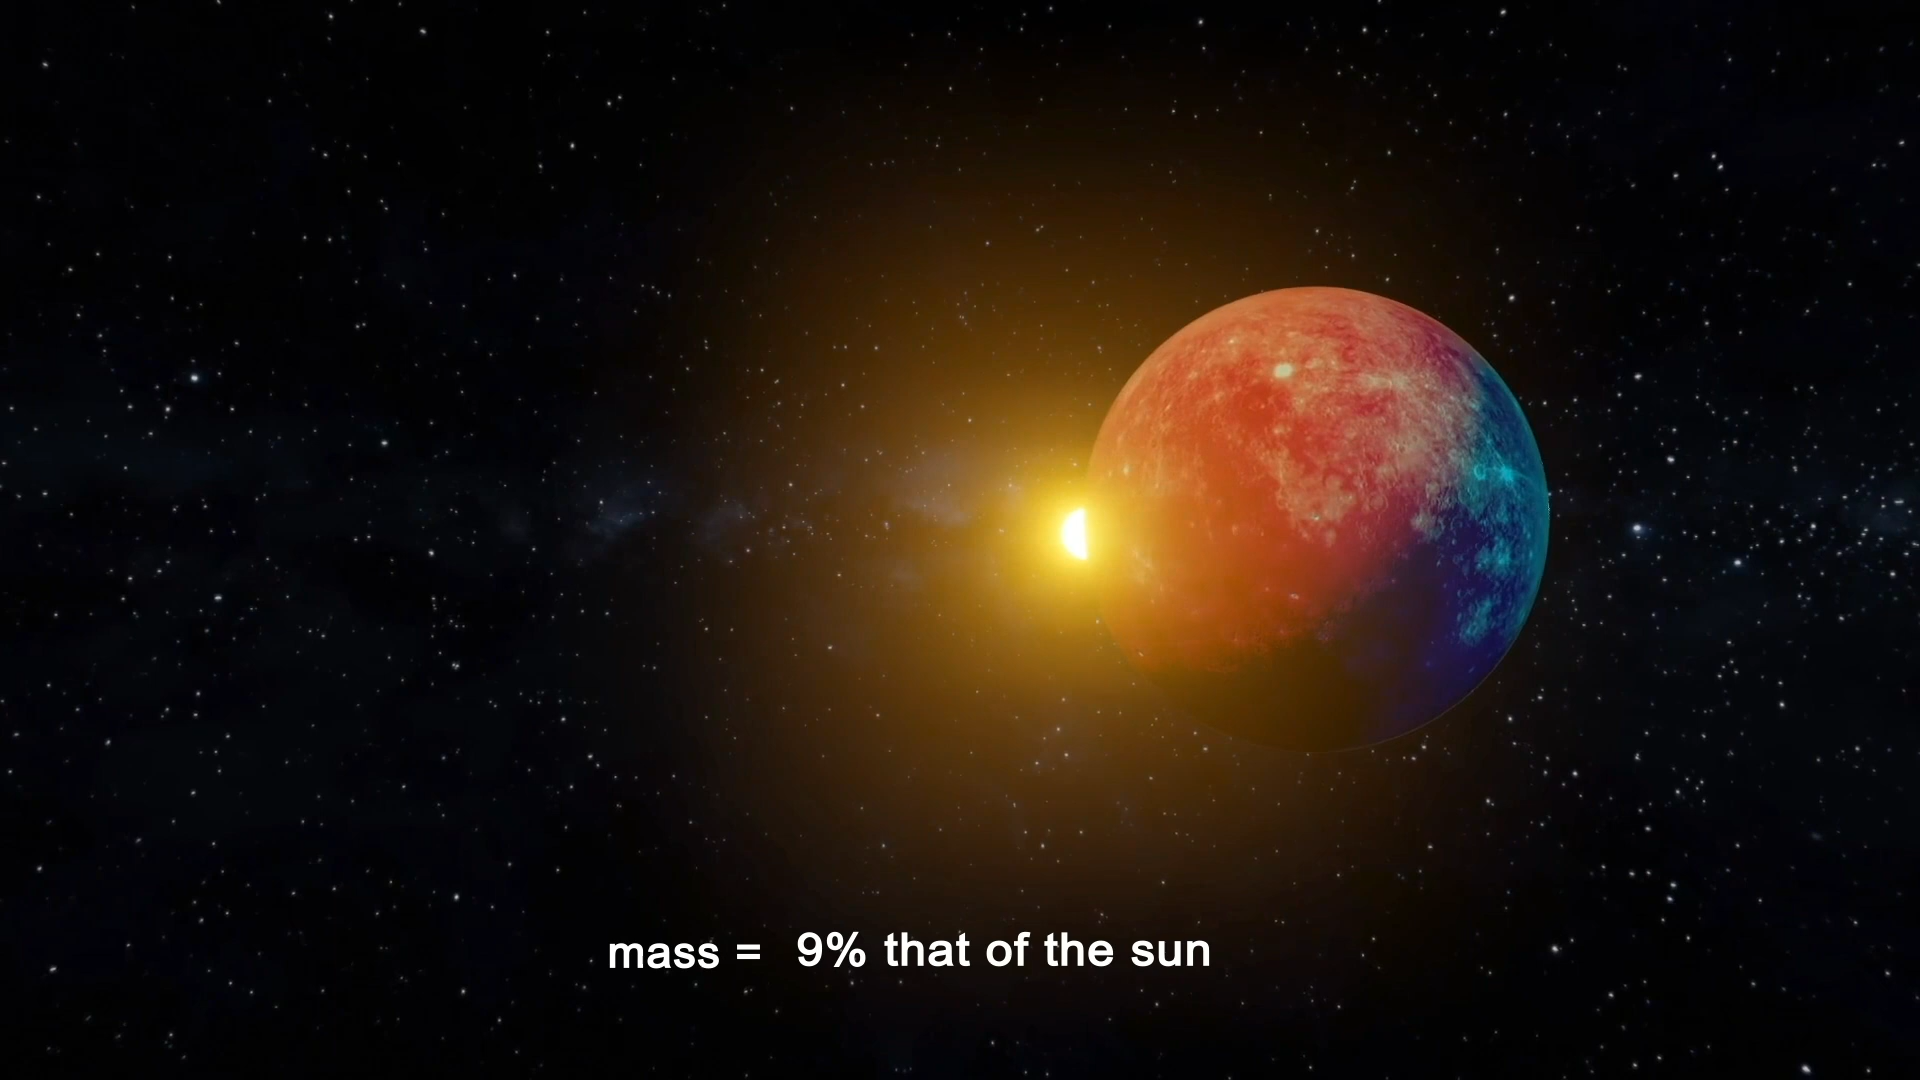 mass = 9% that of the sun